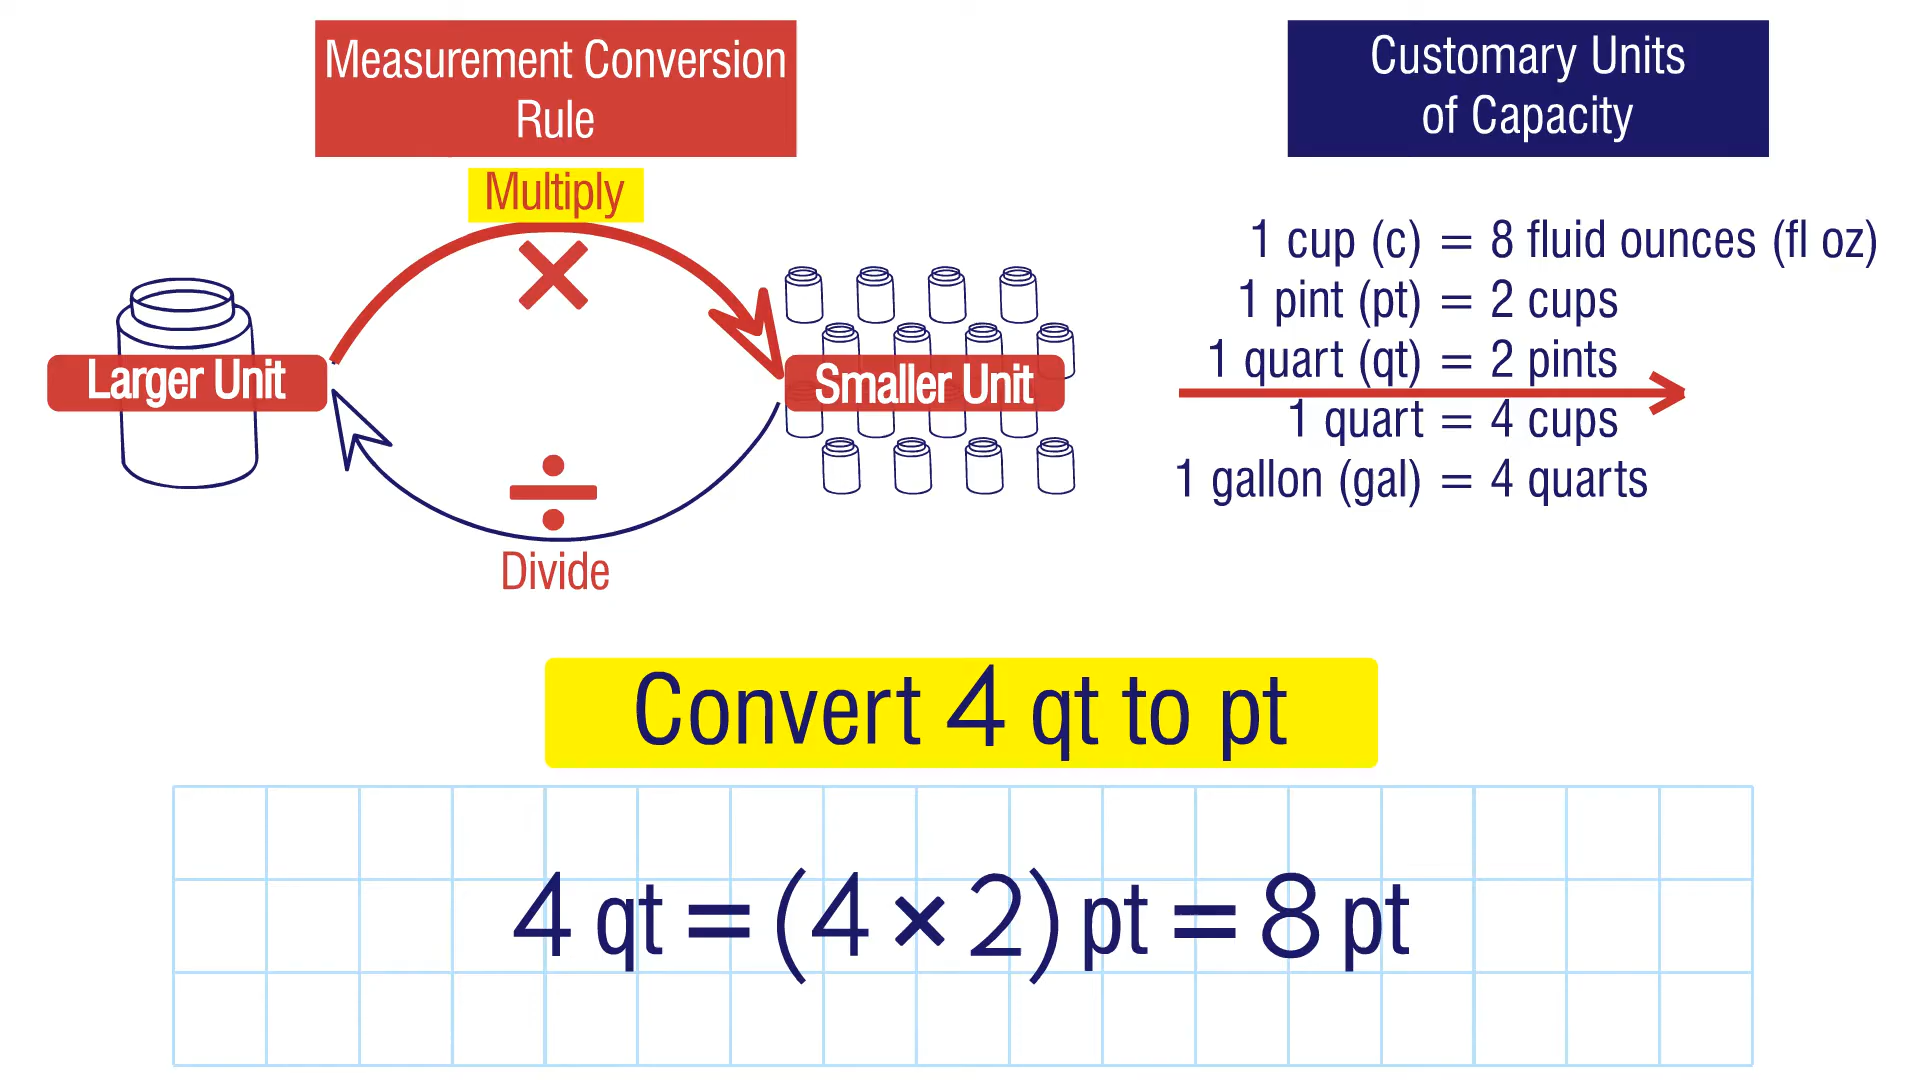 Measurement Conversion
Rule
Multiply
×
Larger Unit
Smaller Unit
÷
Divide
Customary Units
of Capacity
1 cup (c) = 8 fluid ounces (fl oz)
1 pint (pt) = 2 cups
1 quart (qt) = 2 pints
1 quart = 4 cups
1 gallon (gal) = 4 quarts
Convert 4 qt to pt
4 qt = (4 × 2) pt = 8 pt